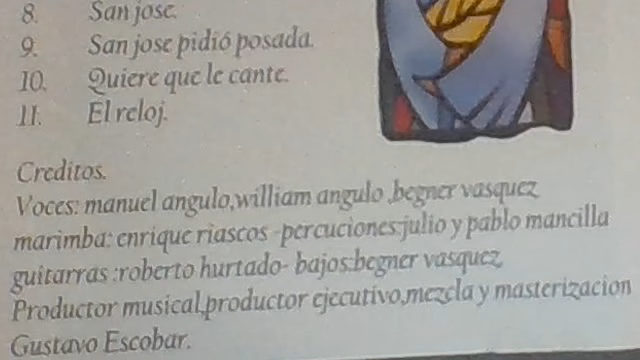 8. San jose.
9. San jose pidió posada.
10. Quiere que le cante.
11. El reloj.
Creditos.
Voces: manuel angulo,william angulo ,begner vasquez
marimba: enrique riascos -percuciones:julio y pablo mancilla
guitarras :roberto hurtado- bajos:begner vasquez,
Productor musical,productor ejecutivo,mezcla y masterizacion
Gustavo Escobar.